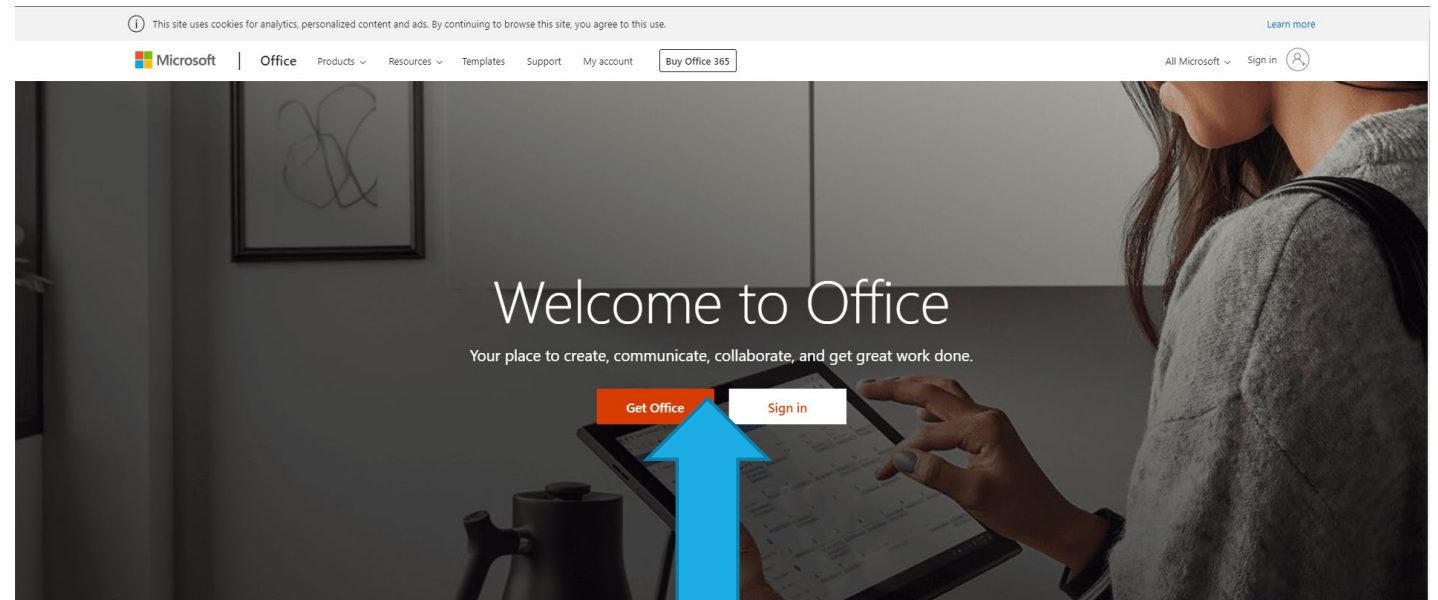 This site uses cookies for analytics, personalized content and ads. By continuing to browse this site, you agree to this use.
Learn more
Microsoft
Office
Products
Resources
Templates
Support
My account
Buy Office 365
All Microsoft
Sign in
Welcome to Office
Your place to create, communicate, collaborate, and get great work done.
Get Office
Sign in